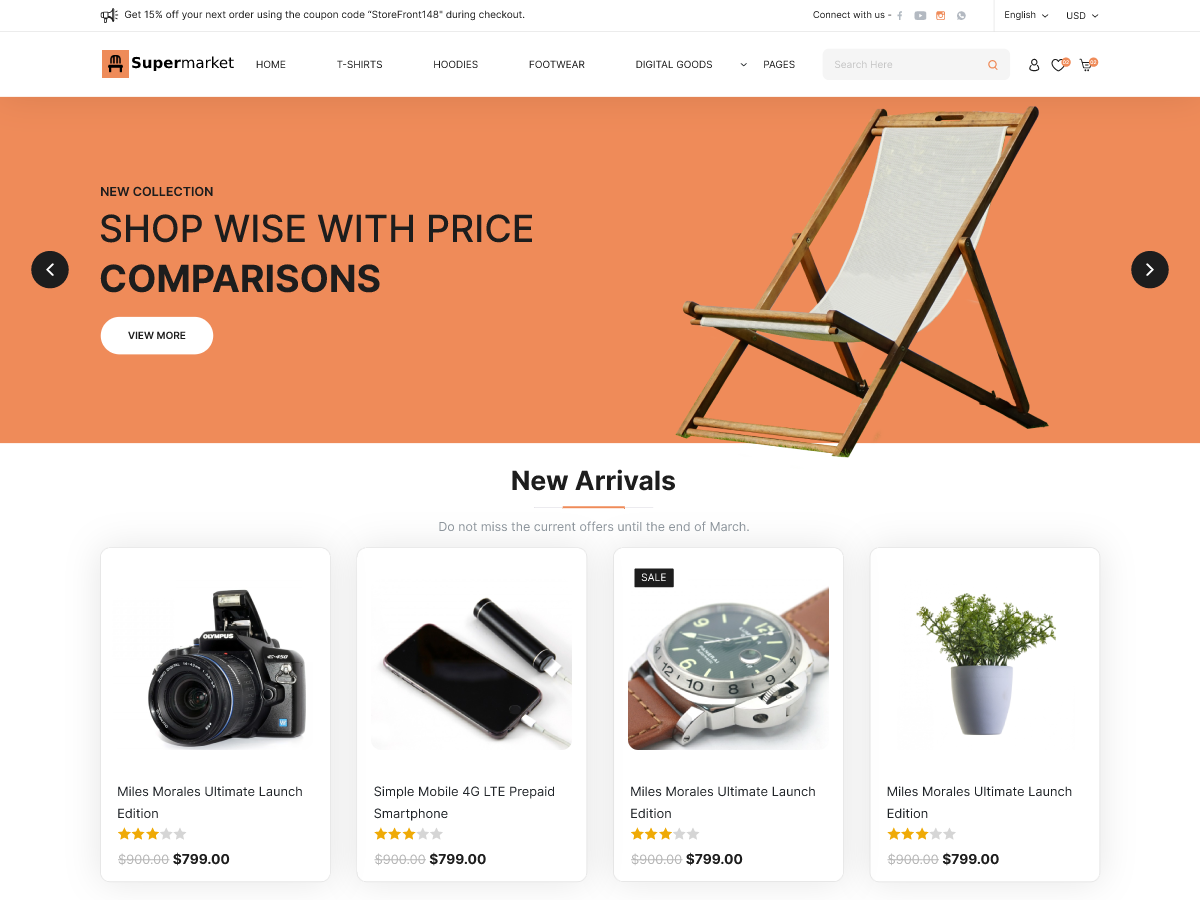 Get 15% off your next order using the coupon code “StoreFront148" during checkout.
Connect with us -
English
USD
Supermarket
HOME
T-SHIRTS
HOODIES
FOOTWEAR
DIGITAL GOODS
PAGES
Search Here
NEW COLLECTION
SHOP WISE WITH PRICE
COMPARISONS
VIEW MORE
New Arrivals
Do not miss the current offers until the end of March.
OLYMPUS
E-450
SALE
Miles Morales Ultimate Launch
Edition
$900.00 $799.00
Simple Mobile 4G LTE Prepaid
Smartphone
$900.00 $799.00
Miles Morales Ultimate Launch
Edition
$900.00 $799.00
Miles Morales Ultimate Launch
Edition
$900.00 $799.00